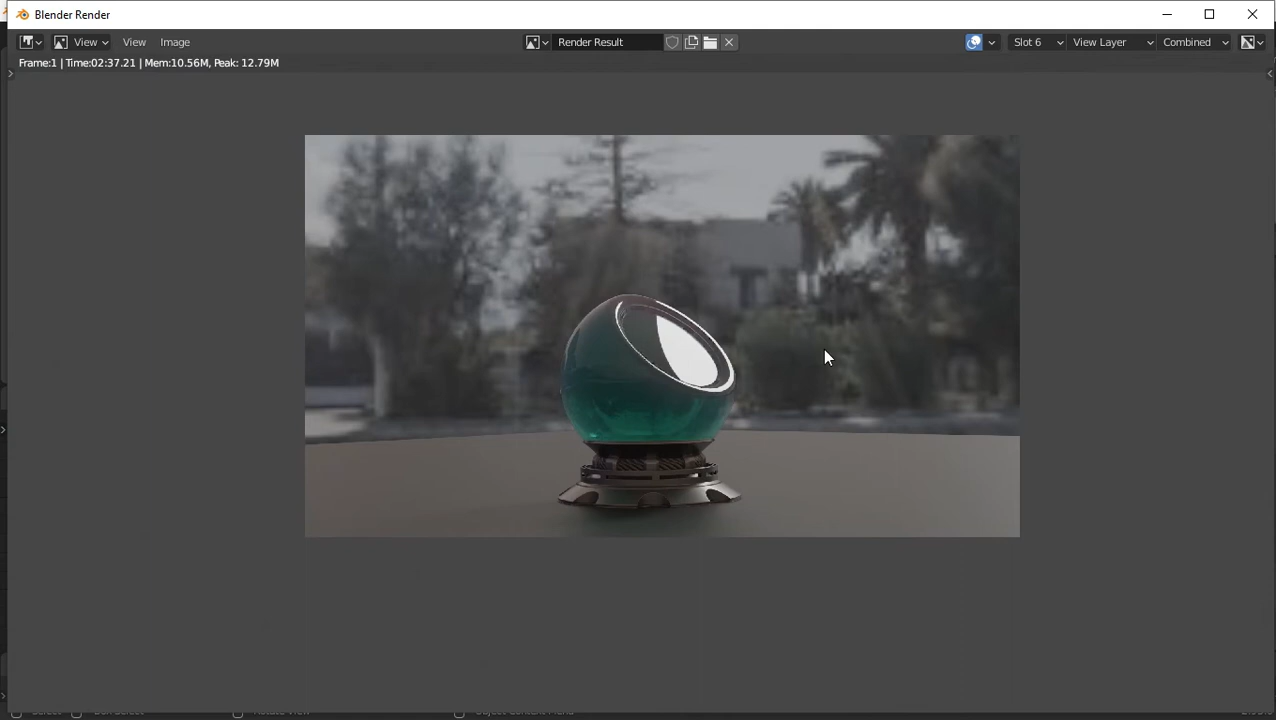 Blender Render
View View Image Render Result Slot 6 View Layer Combined
Frame:1 | Time:02:37.21 | Mem:10.56M, Peak: 12.79M